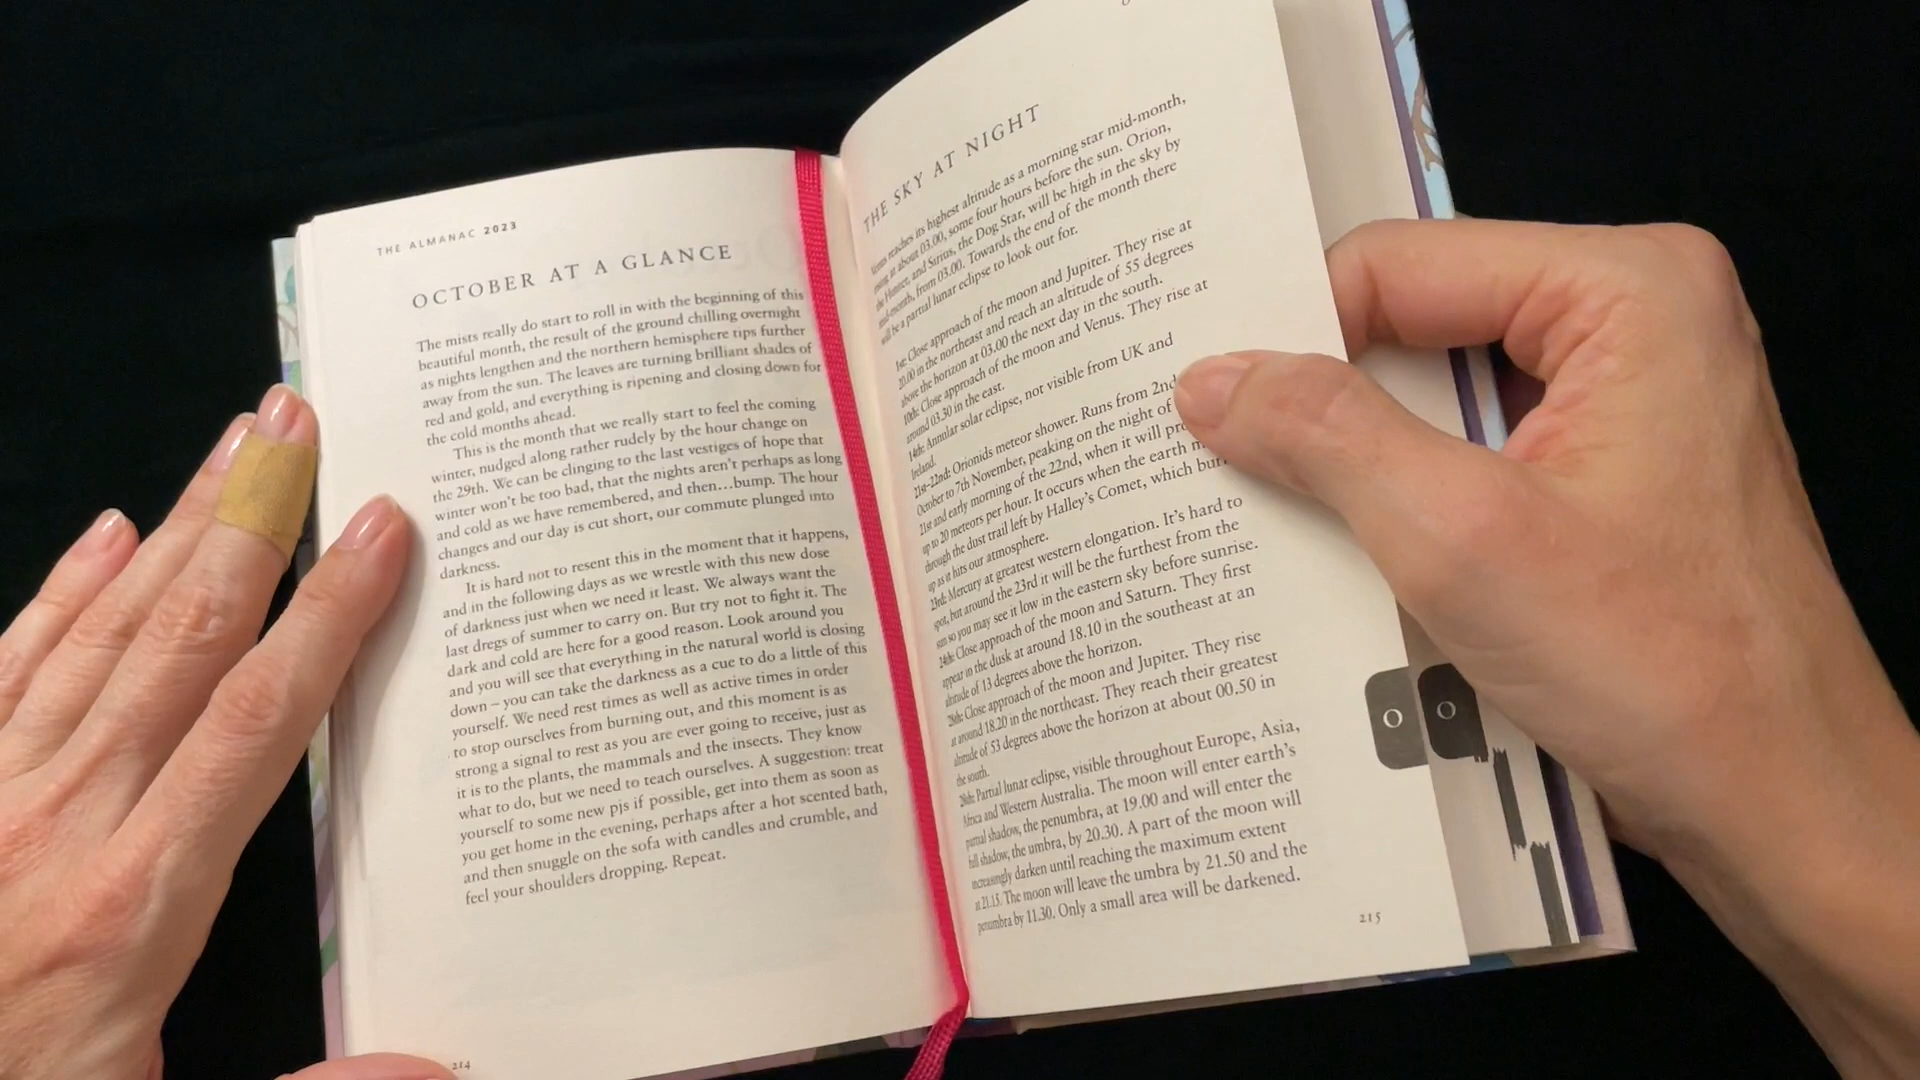 THE ALMANAC 2023
OCTOBER AT A GLANCE
The mists really do start to roll in with the beginning of this
beautiful month, the result of the ground chilling overnight
as nights lengthen and the northern hemisphere tips further
away from the sun. The leaves are turning brilliant shades of
red and gold, and everything is ripening and closing down for
the cold months ahead.
This is the month that we really start to feel the coming
winter, nudged along rather rudely by the hour change on
the 29th. We can be clinging to the last vestiges of hope that
winter won't be too bad, that the nights aren't perhaps as long
and cold as we have remembered, and then…bump. The hour
changes and our day is cut short, our commute plunged into
darkness.
It is hard not to resent this in the moment that it happens,
and in the following days as we wrestle with this new dose
of darkness just when we need it least. We always want the
last dregs of summer to carry on. But try not to fight it. The
dark and cold are here for a good reason. Look around you
and you will see that everything in the natural world is closing
down – you can take the darkness as a cue to do a little of this
yourself. We need rest times as well as active times in order
to stop ourselves from burning out, and this moment is as
strong a signal to rest as you are ever going to receive, just as
it is to the plants, the mammals and the insects. They know
what to do, but we need to teach ourselves. A suggestion: treat
yourself to some new pjs if possible, get into them as soon as
you get home in the evening, perhaps after a hot scented bath,
and then snuggle on the sofa with candles and crumble, and
feel your shoulders dropping. Repeat.
214
THE SKY AT NIGHT
Venus reaches its highest altitude as a morning star mid-month,
rising at about 03.00, some four hours before the sun. Orion,
the Hunter, and Sirius, the Dog Star, will be high in the sky by
mid-month, from 03.00. Towards the end of the month there
will be a partial lunar eclipse to look out for.
1st: Close approach of the moon and Jupiter. They rise at
20.00 in the northeast and reach an altitude of 55 degrees
above the horizon at 03.00 the next day in the south.
10th: Close approach of the moon and Venus. They rise at
around 03.30 in the east.
14th: Annular solar eclipse, not visible from UK and
Ireland.
21st–22nd: Orionids meteor shower. Runs from 2nd
October to 7th November, peaking on the night of
21st and early morning of the 22nd, when it will pro
up to 20 meteors per hour. It occurs when the earth
through the dust trail left by Halley's Comet, which bur
up as it hits our atmosphere.
23rd: Mercury at greatest western elongation. It's hard to
spot, but around the 23rd it will be the furthest from the
sun so you may see it low in the eastern sky before sunrise.
24th: Close approach of the moon and Saturn. They first
appear in the dusk at around 18.10 in the southeast at an
altitude of 13 degrees above the horizon.
28th: Close approach of the moon and Jupiter. They rise
at around 18.20 in the northeast. They reach their greatest
altitude of 53 degrees above the horizon at about 00.50 in
the south.
28th: Partial lunar eclipse, visible throughout Europe, Asia,
Africa and Western Australia. The moon will enter earth's
partial shadow, the penumbra, at 19.00 and will enter the
full shadow, the umbra, by 20.30. A part of the moon will
increasingly darken until reaching the maximum extent
at 21.15. The moon will leave the umbra by 21.50 and the
penumbra by 11.30. Only a small area will be darkened.
O
O
215